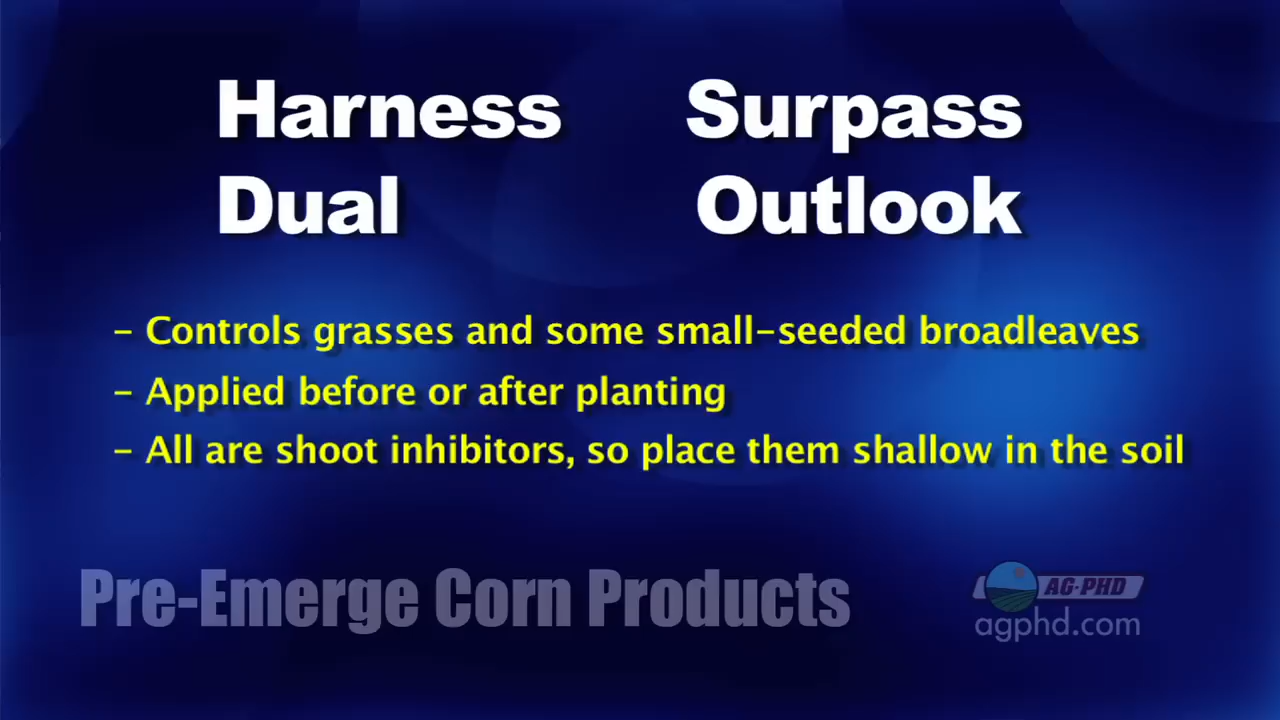 Harness Surpass
Dual Outlook
- Controls grasses and some small-seeded broadleaves
- Applied before or after planting
- All are shoot inhibitors, so place them shallow in the soil
Pre-Emerge Corn Products
AG-PHD
agphd.com